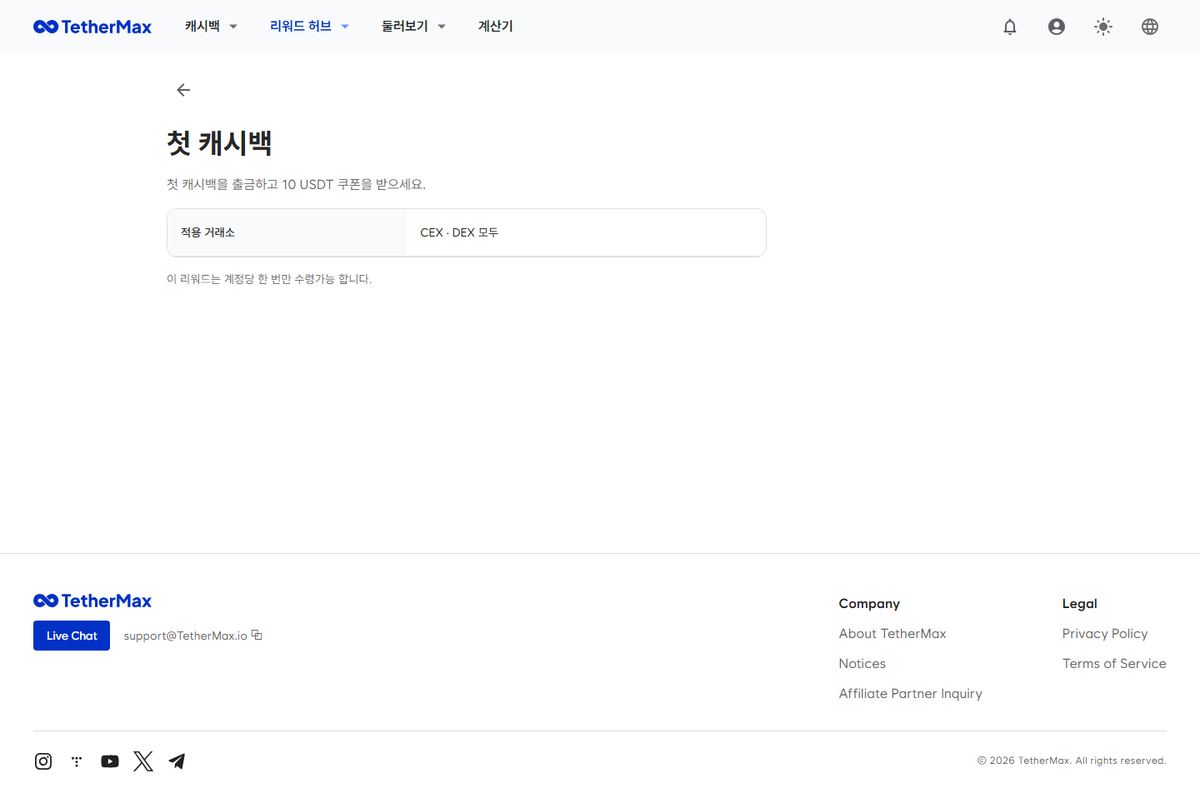 TetherMax 캐시백 리워드 허브 둘러보기 계산기
첫 캐시백
첫 캐시백을 출금하고 10 USDT 쿠폰을 받으세요.
적용 거래소 CEX · DEX 모두
이 리워드는 계정당 한 번만 수령가능 합니다.
TetherMax
Live Chat support@TetherMax.io
Company
About TetherMax
Notices
Affiliate Partner Inquiry
Legal
Privacy Policy
Terms of Service
© 2026 TetherMax. All rights reserved.